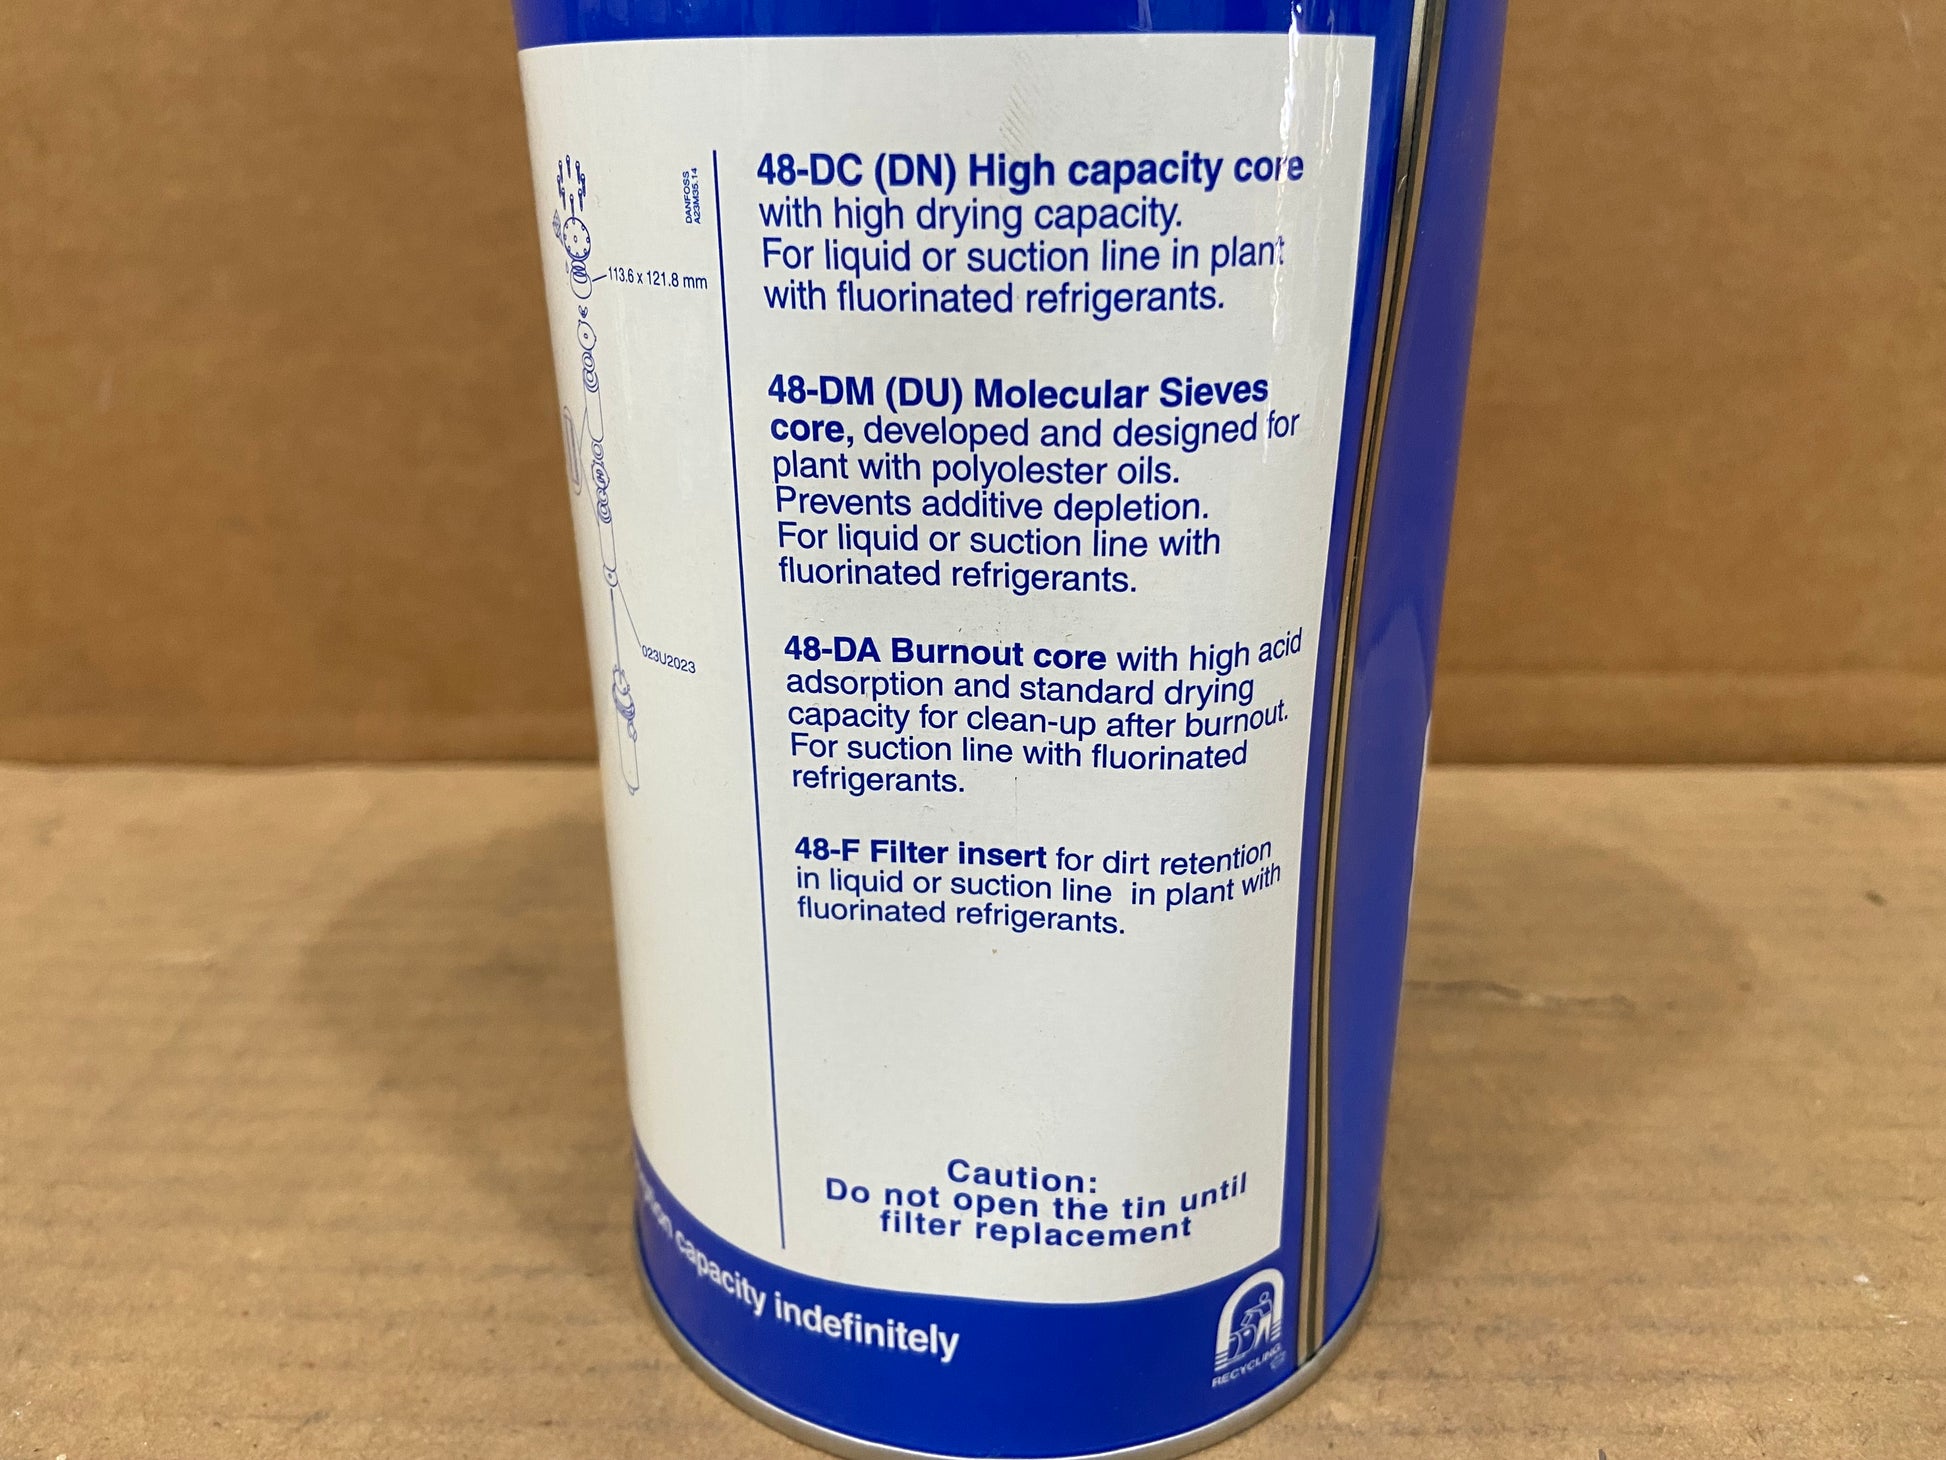 DANFOSS
A23M35.14
113.6 x 121.8 mm
023U2023
48-DC (DN) High capacity core
with high drying capacity.
For liquid or suction line in plant
with fluorinated refrigerants.
48-DM (DU) Molecular Sieves
core, developed and designed for
plant with polyolester oils.
Prevents additive depletion.
For liquid or suction line with
fluorinated refrigerants.
48-DA Burnout core with high acid
adsorption and standard drying
capacity for clean-up after burnout.
For suction line with fluorinated
refrigerants.
48-F Filter insert for dirt retention
in liquid or suction line in plant with
fluorinated refrigerants.
Caution:
Do not open the tin until
filter replacement
capacity indefinitely
RECYCLING